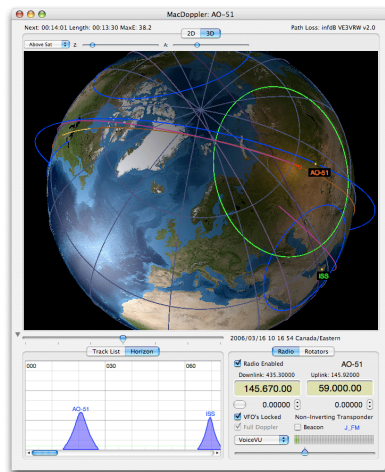 MacDoppler: AO-51
Next: 00:14:01 Length: 00:13:30 MaxE: 38.2
2D 3D
Path Loss: infdB VE3VRW v2.0
Above Sat
Z:
A:
AO-51
ISS
2006/03/16 10 16 54 Canada/Eastern
Track List Horizon
Radio Rotators
000 030 060
AO-51
ISS
Radio Enabled AO-51
Downlink: 435.30000 Uplink: 145.92000
145.670.00 59.000.00
0.00000 0.00000
VFO's Locked Non-Inverting Transponder
Full Doppler Beacon J_FM
VoiceVU